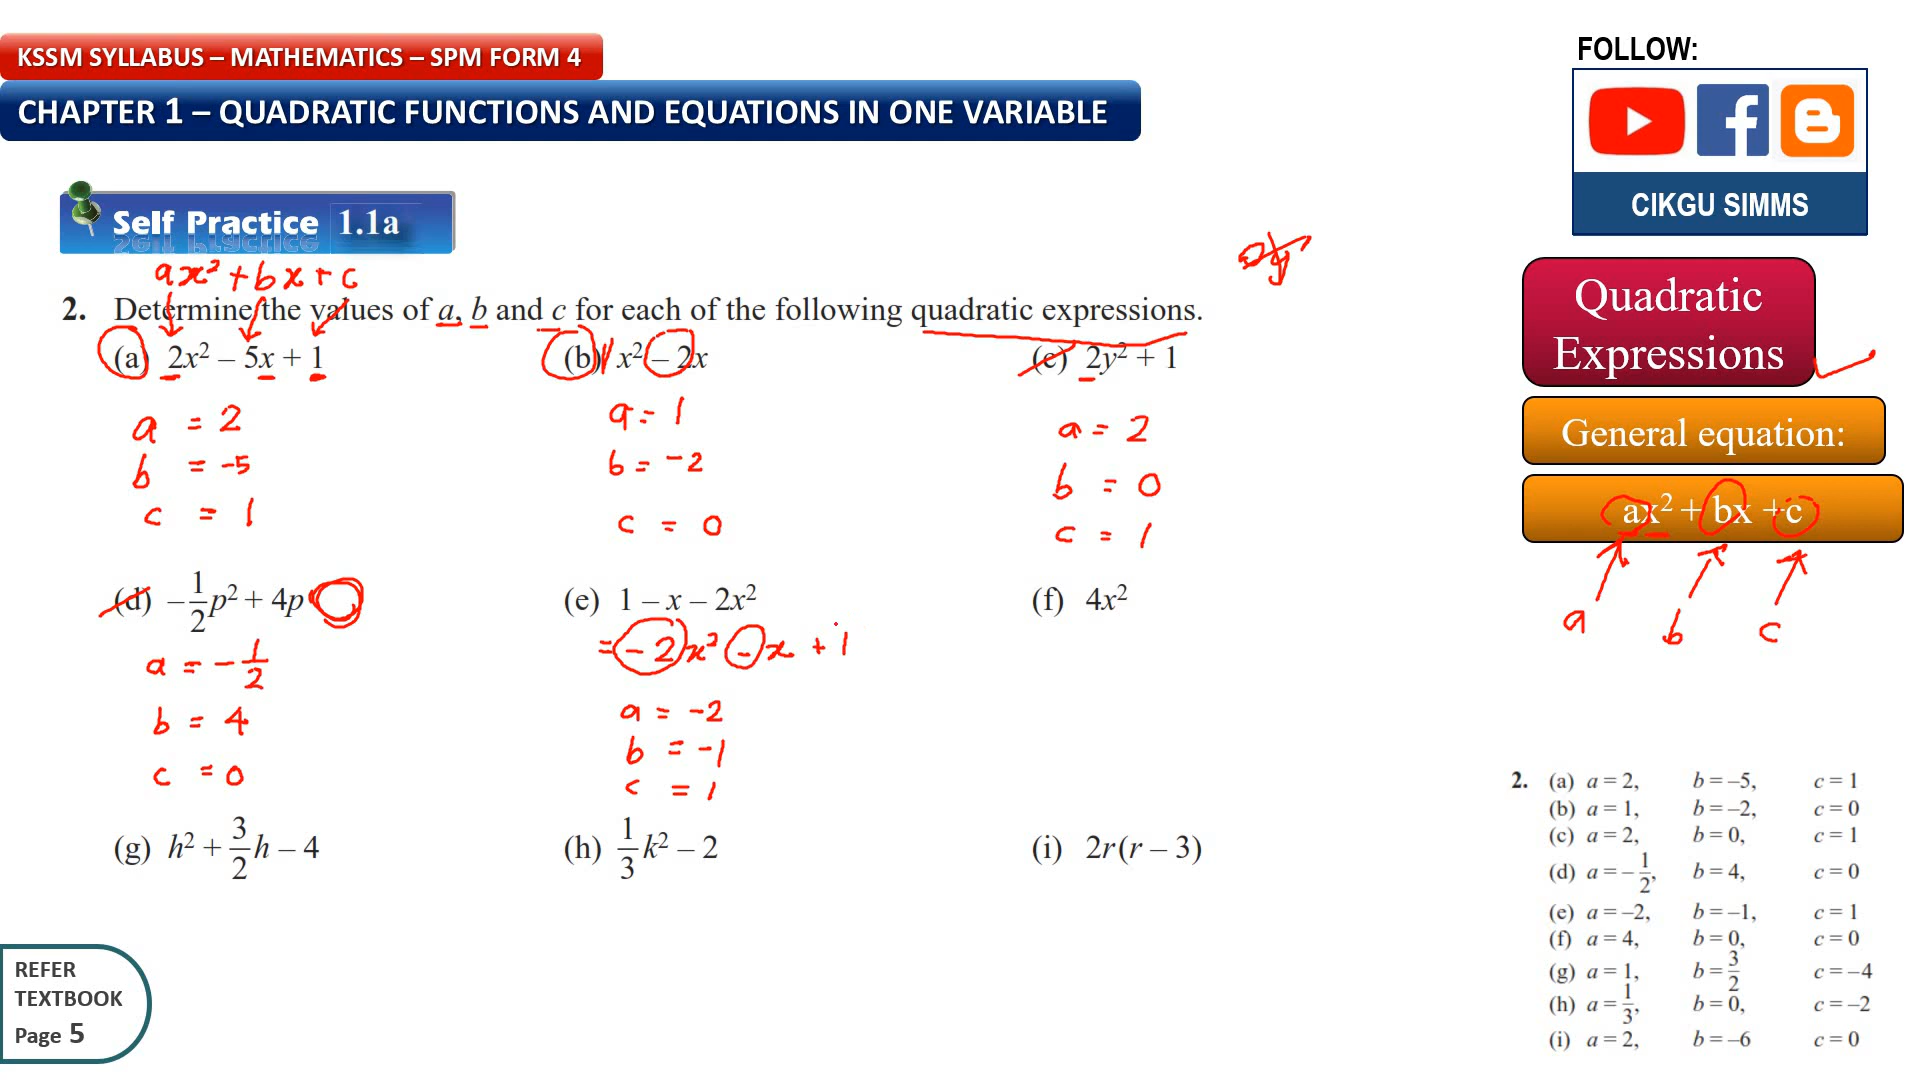 KSSM SYLLABUS – MATHEMATICS – SPM FORM 4
CHAPTER 1 – QUADRATIC FUNCTIONS AND EQUATIONS IN ONE VARIABLE
FOLLOW:
CIKGU SIMMS
Self Practice 1.1a
ax² + bx + c
2. Determine the values of a, b and c for each of the following quadratic expressions.
(a) 2x² – 5x + 1
a = 2
b = -5
c = 1
(b) 1x² – 2x
a = 1
b = -2
c = 0
(c) 2y² + 1
a = 2
b = 0
c = 1
(d) –1/2p² + 4p
a = -1/2
b = 4
c = 0
(e) 1 – x – 2x²
= -2x² - x + 1
a = -2
b = -1
c = 1
(f) 4x²
(g) h² + 3/2h – 4
(h) 1/3k² – 2
(i) 2r(r – 3)
Quadratic
Expressions
General equation:
ax² + bx +c
a b c
2. (a) a = 2, b = –5, c = 1
(b) a = 1, b = –2, c = 0
(c) a = 2, b = 0, c = 1
(d) a = –1/2, b = 4, c = 0
(e) a = –2, b = –1, c = 1
(f) a = 4, b = 0, c = 0
(g) a = 1, b = 3/2 c = –4
(h) a = 1/3, b = 0, c = –2
(i) a = 2, b = –6 c = 0
REFER
TEXTBOOK
Page 5